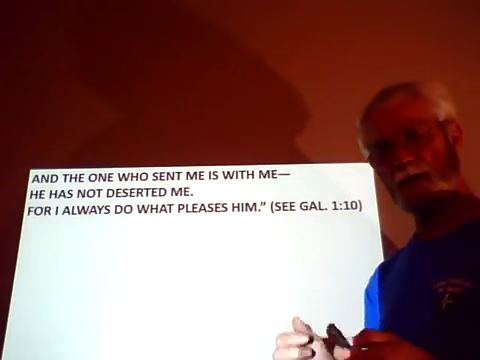 AND THE ONE WHO SENT ME IS WITH ME—
HE HAS NOT DESERTED ME.
FOR I ALWAYS DO WHAT PLEASES HIM.” (SEE GAL. 1:10)